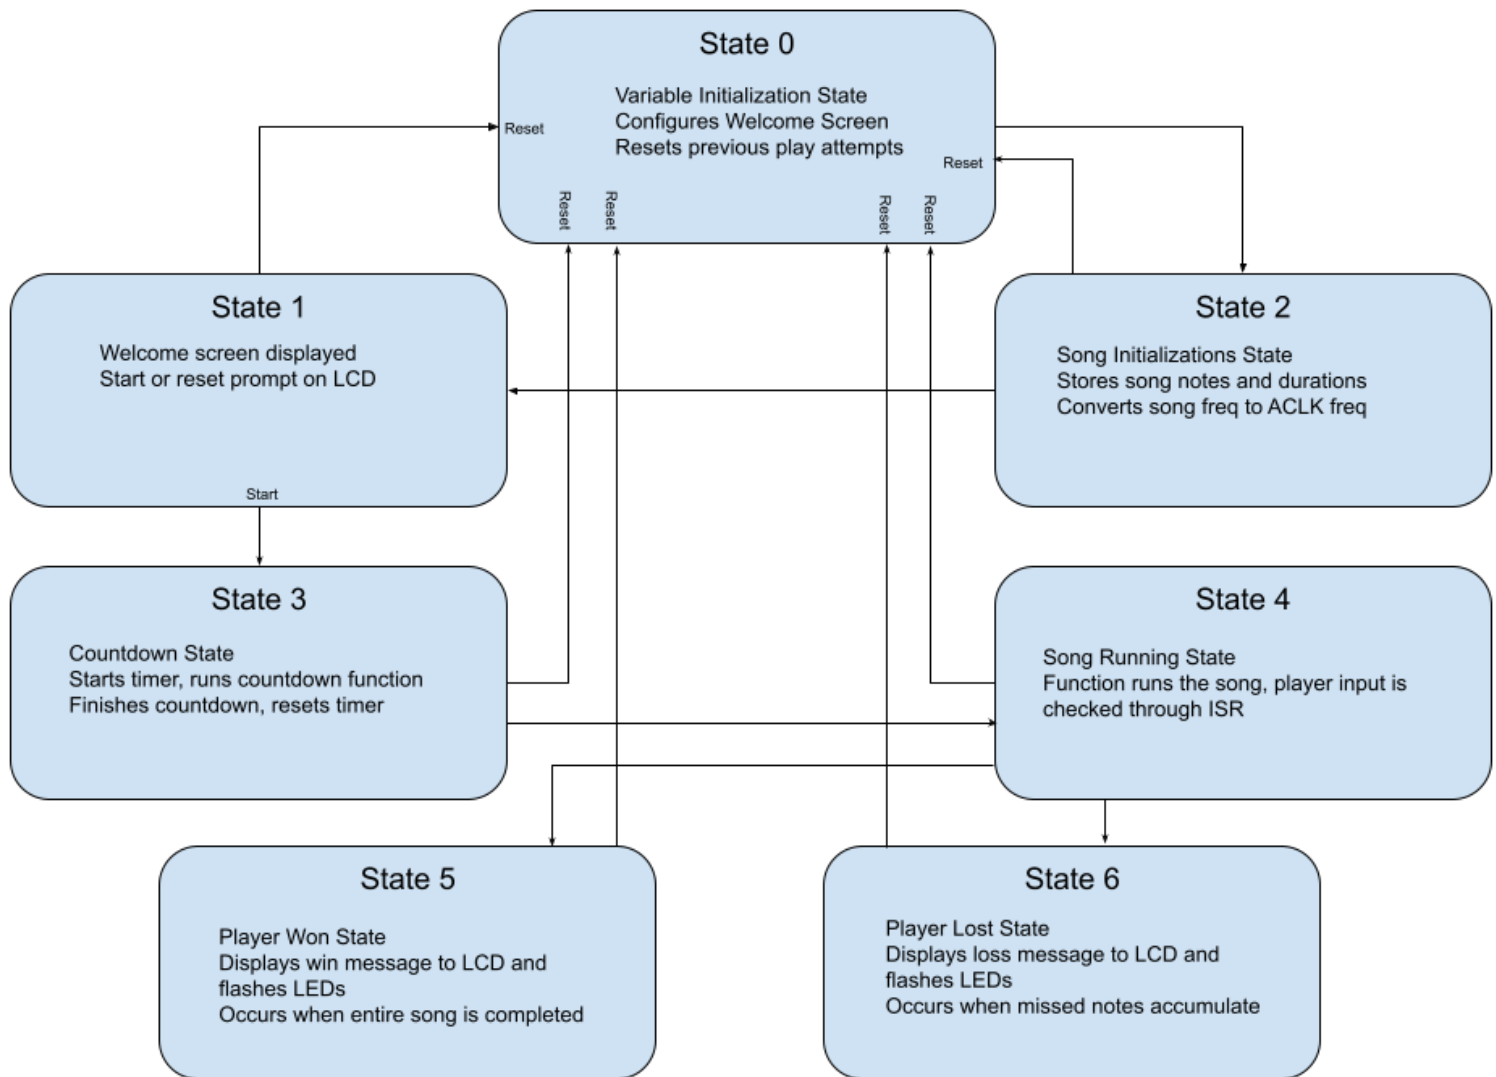 State 0
Variable Initialization State
Configures Welcome Screen
Resets previous play attempts
Reset
Reset
Reset
Reset
Reset
Reset
State 1
Welcome screen displayed
Start or reset prompt on LCD
Start
State 2
Song Initializations State
Stores song notes and durations
Converts song freq to ACLK freq
State 3
Countdown State
Starts timer, runs countdown function
Finishes countdown, resets timer
State 4
Song Running State
Function runs the song, player input is
checked through ISR
State 5
Player Won State
Displays win message to LCD and
flashes LEDs
Occurs when entire song is completed
State 6
Player Lost State
Displays loss message to LCD and
flashes LEDs
Occurs when missed notes accumulate